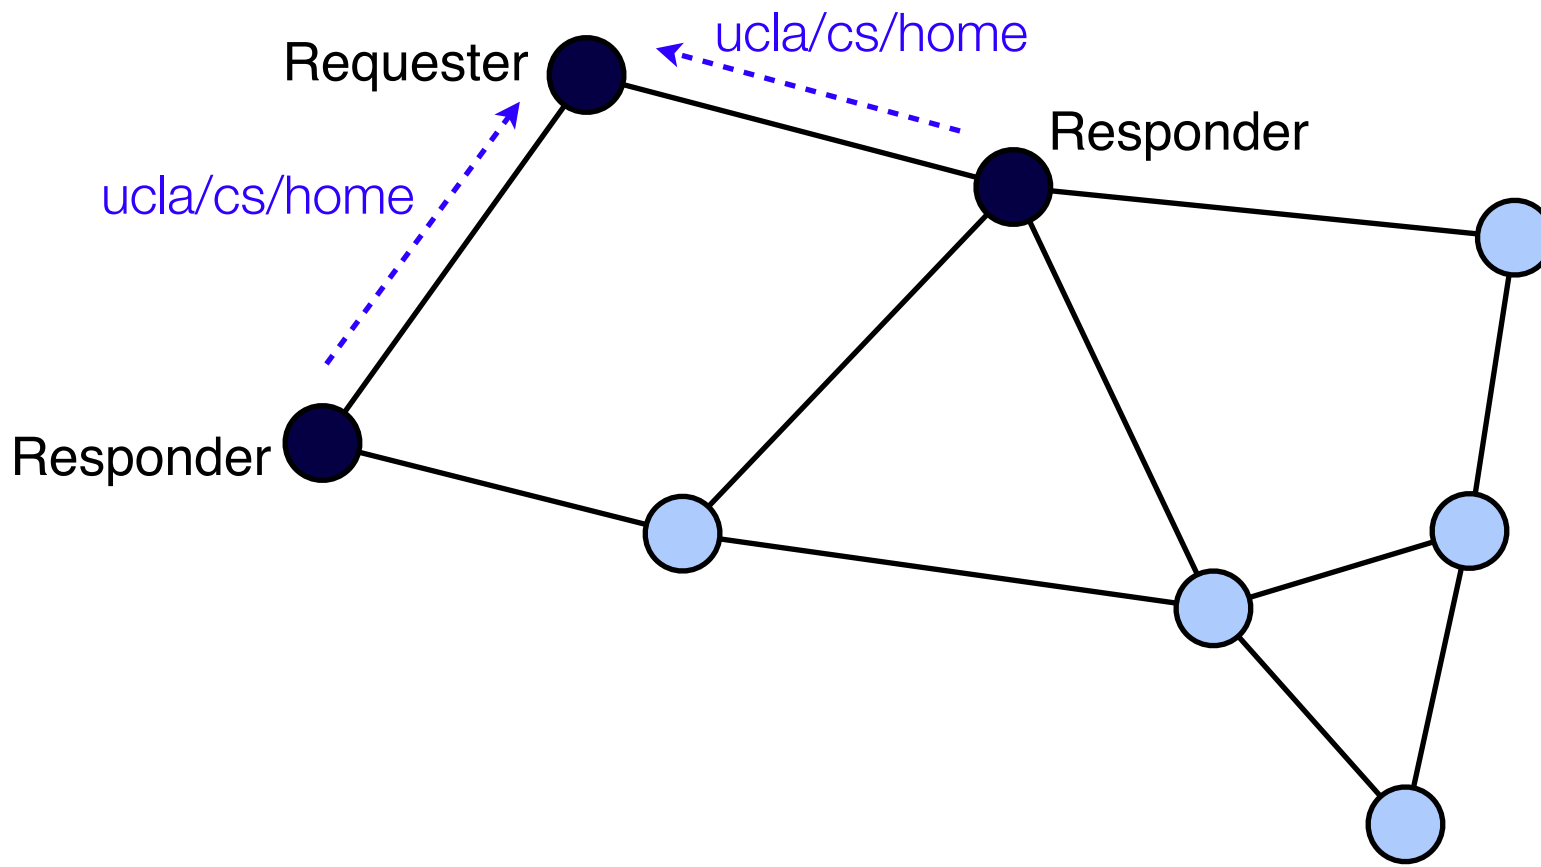 ucla/cs/home
Requester
Responder
ucla/cs/home
Responder